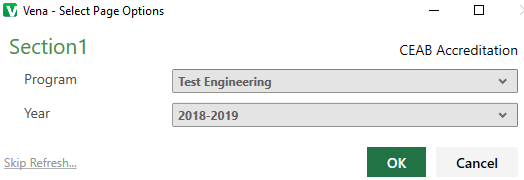 Vena - Select Page Options
Section1
CEAB Accreditation
Program
Test Engineering
Year
2018-2019
Skip Refresh...
OK
Cancel